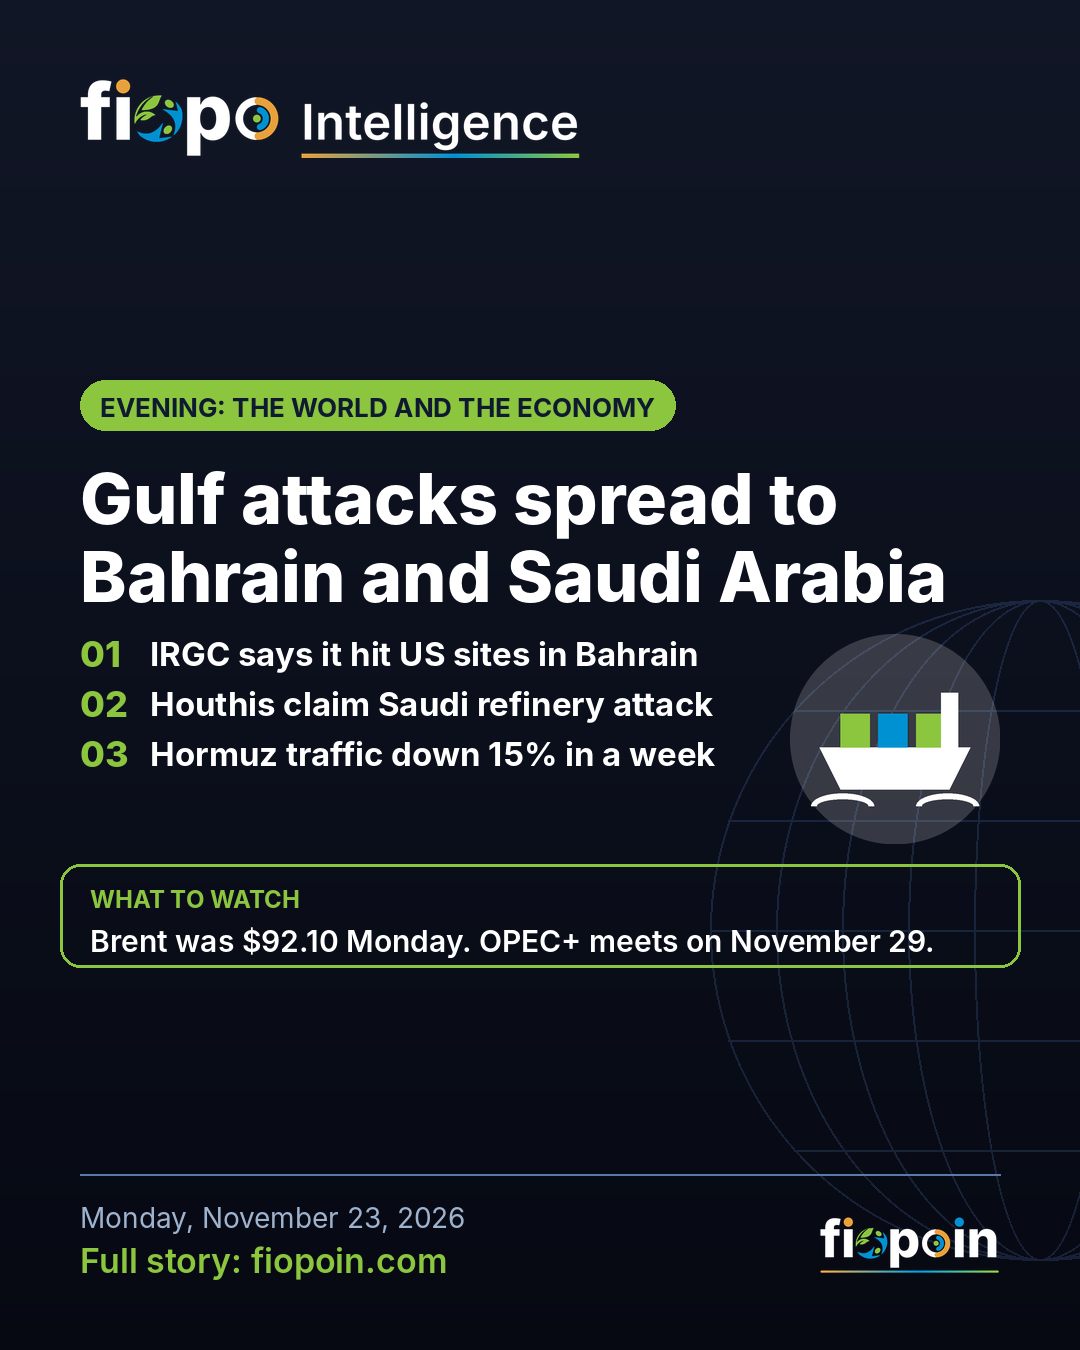 fiopo Intelligence
EVENING: THE WORLD AND THE ECONOMY
Gulf attacks spread to
Bahrain and Saudi Arabia
01 IRGC says it hit US sites in Bahrain
02 Houthis claim Saudi refinery attack
03 Hormuz traffic down 15% in a week
WHAT TO WATCH
Brent was $92.10 Monday. OPEC+ meets on November 29.
Monday, November 23, 2026
Full story: fiopoin.com
fiopoin